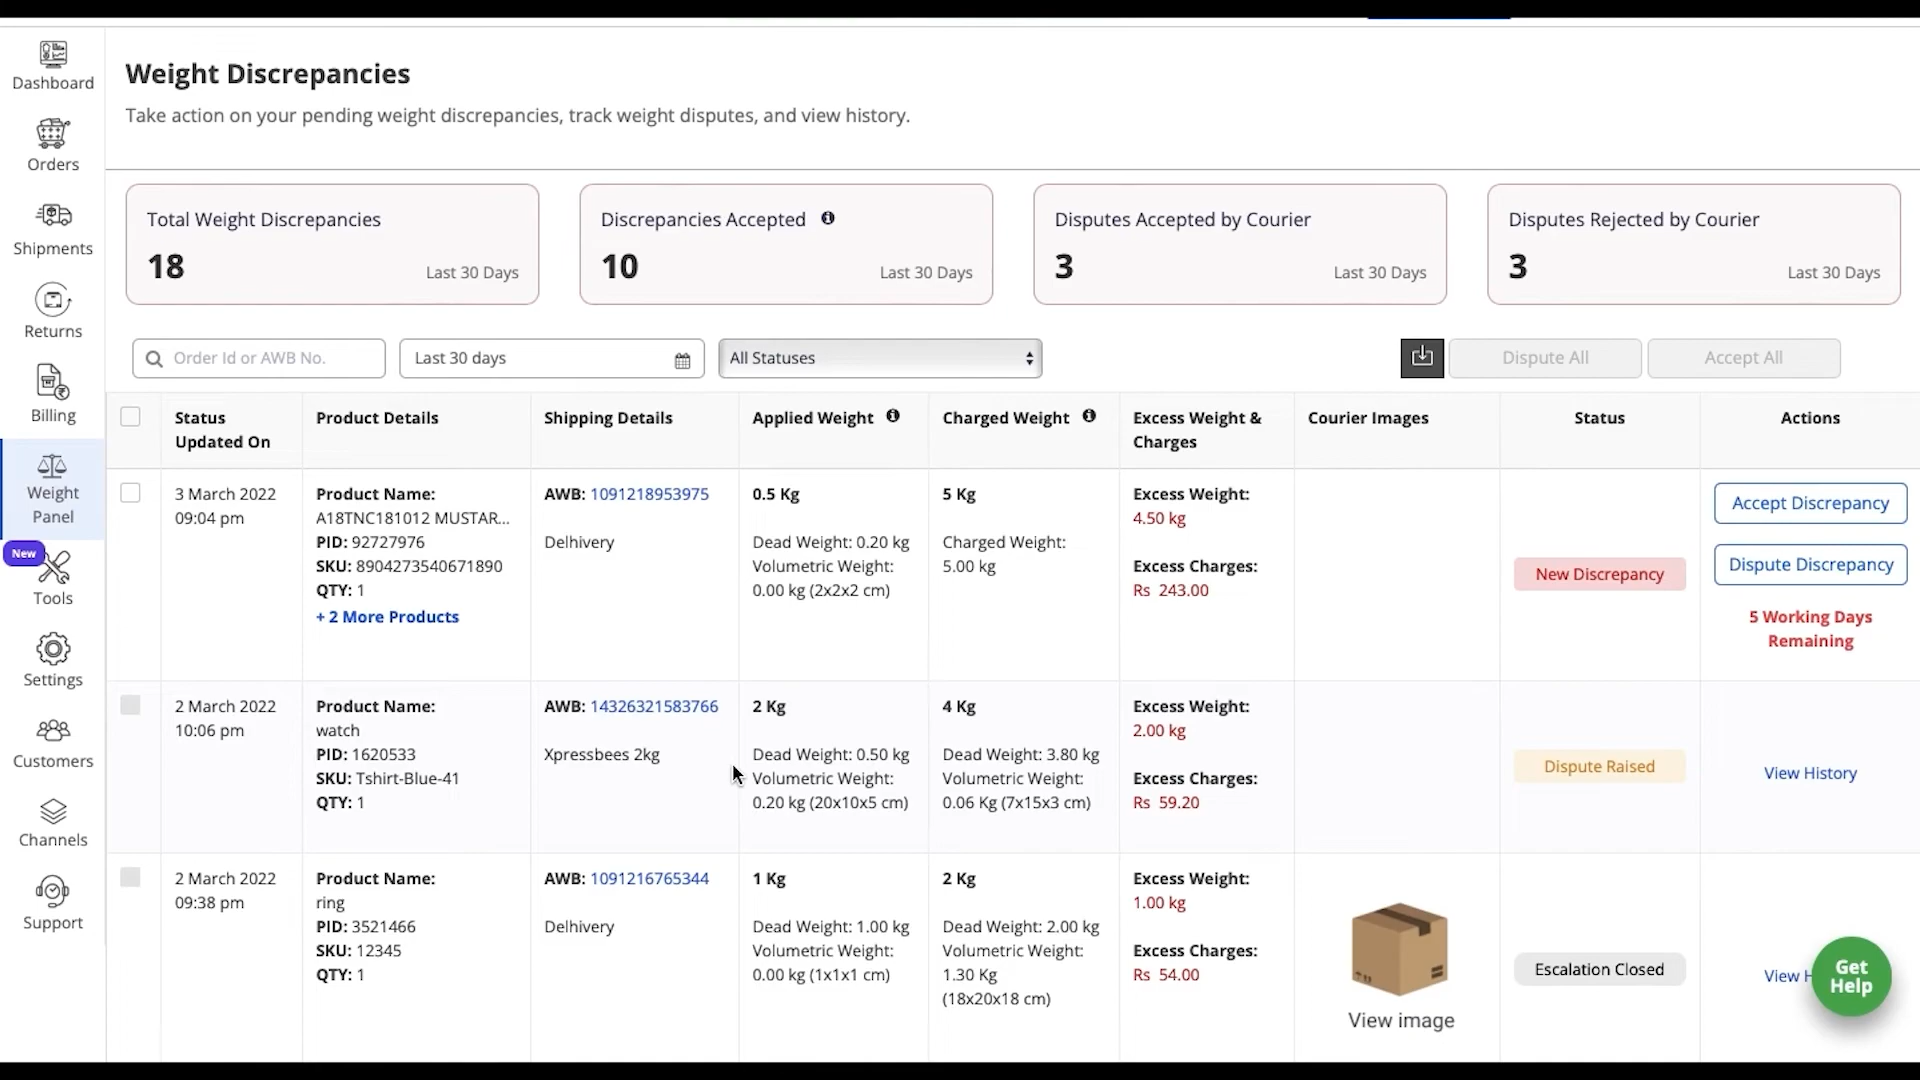 Weight Discrepancies
Take action on your pending weight discrepancies, track weight disputes, and view history.
Dashboard
Orders
Shipments
Returns
Billing
Weight
Panel
New
Tools
Settings
Customers
Channels
Support
Total Weight Discrepancies
18
Last 30 Days
Discrepancies Accepted
10
Last 30 Days
Disputes Accepted by Courier
3
Last 30 Days
Disputes Rejected by Courier
3
Last 30 Days
Order Id or AWB No.
Last 30 days
All Statuses
Dispute All
Accept All
Status
Updated On
Product Details
Shipping Details
Applied Weight
Charged Weight
Excess Weight &
Charges
Courier Images
Status
Actions
3 March 2022
09:04 pm
Product Name:
A18TNC181012 MUSTAR...
PID: 92727976
SKU: 8904273540671890
QTY: 1
+ 2 More Products
AWB: 1091218953975
Delhivery
0.5 Kg
Dead Weight: 0.20 kg
Volumetric Weight:
0.00 kg (2x2x2 cm)
5 Kg
Charged Weight:
5.00 kg
Excess Weight:
4.50 kg
Excess Charges:
Rs 243.00
New Discrepancy
Accept Discrepancy
Dispute Discrepancy
5 Working Days
Remaining
2 March 2022
10:06 pm
Product Name:
watch
PID: 1620533
SKU: Tshirt-Blue-41
QTY: 1
AWB: 14326321583766
Xpressbees 2kg
2 Kg
Dead Weight: 0.50 kg
Volumetric Weight:
0.20 kg (20x10x5 cm)
4 Kg
Dead Weight: 3.80 kg
Volumetric Weight:
0.06 Kg (7x15x3 cm)
Excess Weight:
2.00 kg
Excess Charges:
Rs 59.20
Dispute Raised
View History
2 March 2022
09:38 pm
Product Name:
ring
PID: 3521466
SKU: 12345
QTY: 1
AWB: 1091216765344
Delhivery
1 Kg
Dead Weight: 1.00 kg
Volumetric Weight:
0.00 kg (1x1x1 cm)
2 Kg
Dead Weight: 2.00 kg
Volumetric Weight:
1.30 Kg
(18x20x18 cm)
Excess Weight:
1.00 kg
Excess Charges:
Rs 54.00
View image
Escalation Closed
View
Get
Help